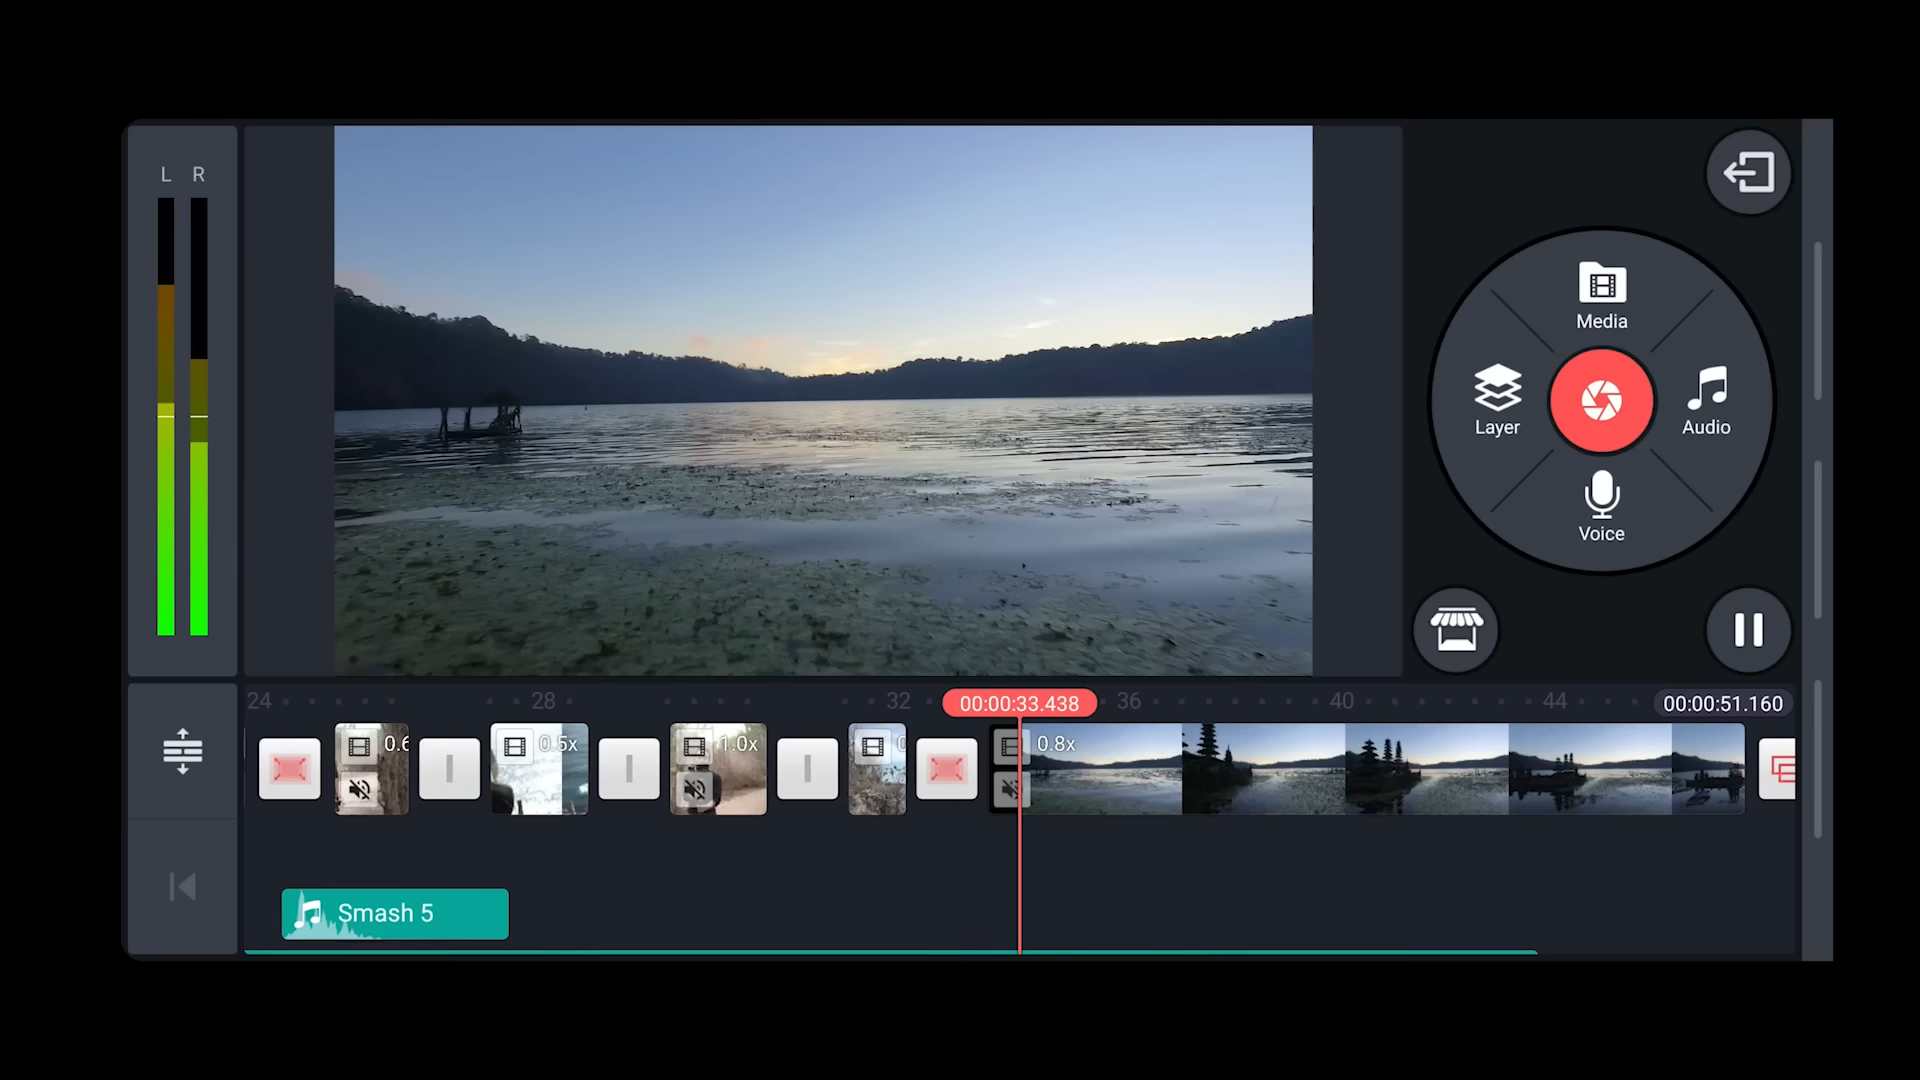 L R
Media
Layer
Audio
Voice
24 28 32 00:00:33.438 36 40 44 00:00:51.160
0.6 0.5x 1.0x 0.8x
Smash 5